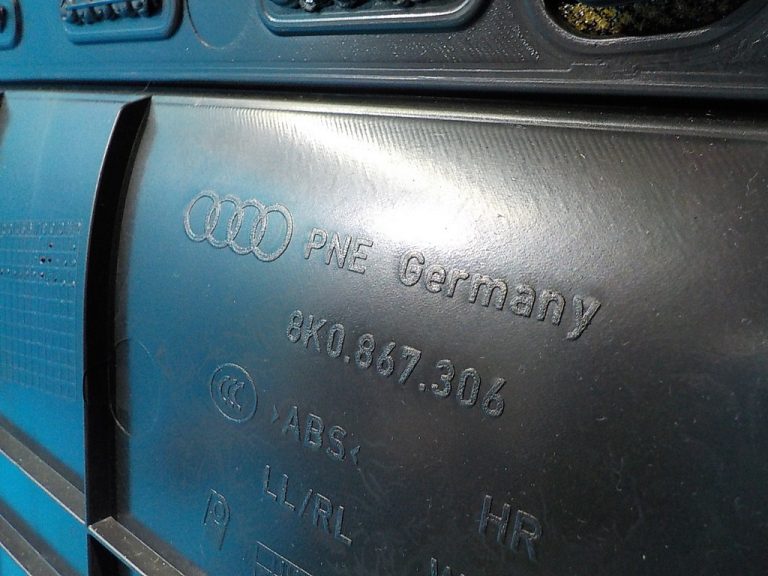 PNE Germany
8K0.867.306
>ABS<
LL/RL HR